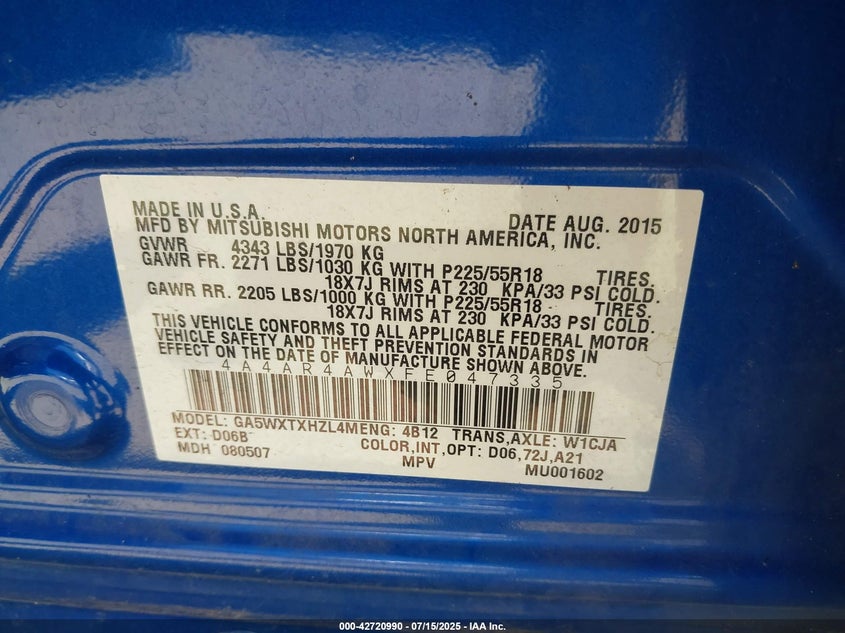 MADE IN U.S.A. DATE AUG. 2015
MFD BY MITSUBISHI MOTORS NORTH AMERICA, INC.
GVWR 4343 LBS/1970 KG
GAWR FR. 2271 LBS/1030 KG WITH P225/55R18 TIRES.
18X7J RIMS AT 230 KPA/33 PSI COLD.
GAWR RR. 2205 LBS/1000 KG WITH P225/55R18 TIRES.
18X7J RIMS AT 230 KPA/33 PSI COLD.
THIS VEHICLE CONFORMS TO ALL APPLICABLE FEDERAL MOTOR
VEHICLE SAFETY AND THEFT PREVENTION STANDARDS IN
EFFECT ON THE DATE OF MANUFACTURE SHOWN ABOVE.
4A4AR4AWXFE047335
MODEL: GA5WXTXHZL4MENG: 4B12 TRANS,AXLE: W1CJA
EXT: D06B COLOR,INT,OPT: D06,72J,A21
MDH 080507 MPV MU001602
000-42720990 - 07/15/2025 - IAA Inc.